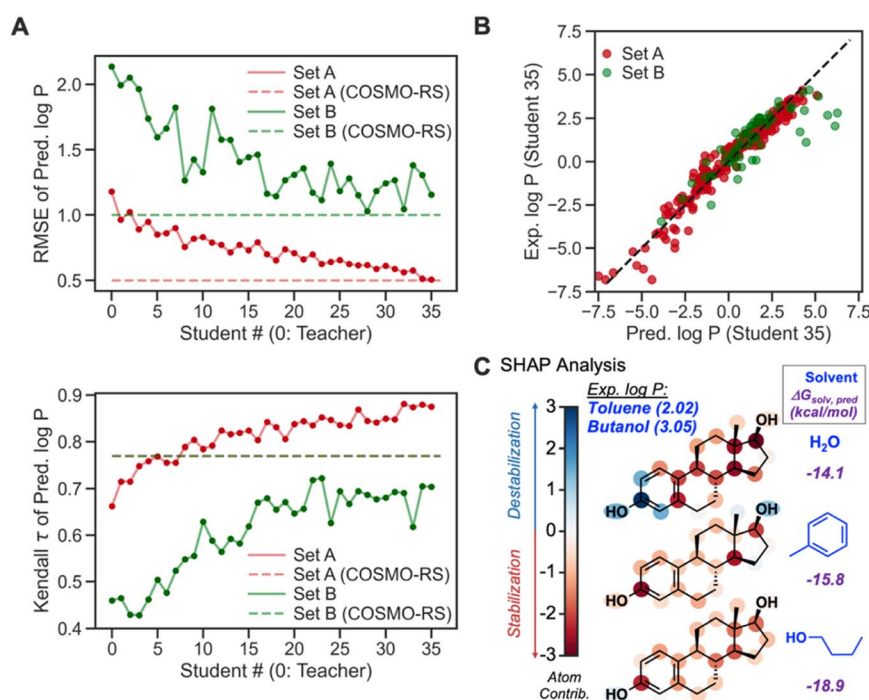 A
RMSE of Pred. log P
2.0
1.5
1.0
0.5
Set A
Set A (COSMO-RS)
Set B
Set B (COSMO-RS)
0 5 10 15 20 25 30 35
Student # (0: Teacher)
Kendall τ of Pred. log P
0.9
0.8
0.7
0.6
0.5
0.4
Set A
Set A (COSMO-RS)
Set B
Set B (COSMO-RS)
0 5 10 15 20 25 30 35
Student # (0: Teacher)
B
Exp. log P (Student 35)
7.5
5.0
2.5
0.0
−2.5
−5.0
−7.5
Set A
Set B
−7.5 −5.0 −2.5 0.0 2.5 5.0 7.5
Pred. log P (Student 35)
C SHAP Analysis
Destabilization
Stabilization
3
2
1
0
-1
-2
-3
Atom
Contrib.
Exp. log P:
Toluene (2.02)
Butanol (3.05)
Solvent
ΔGsolv, pred
(kcal/mol)
OH
HO
H₂O
-14.1
OH
HO
-15.8
OH
HO
HO
-18.9